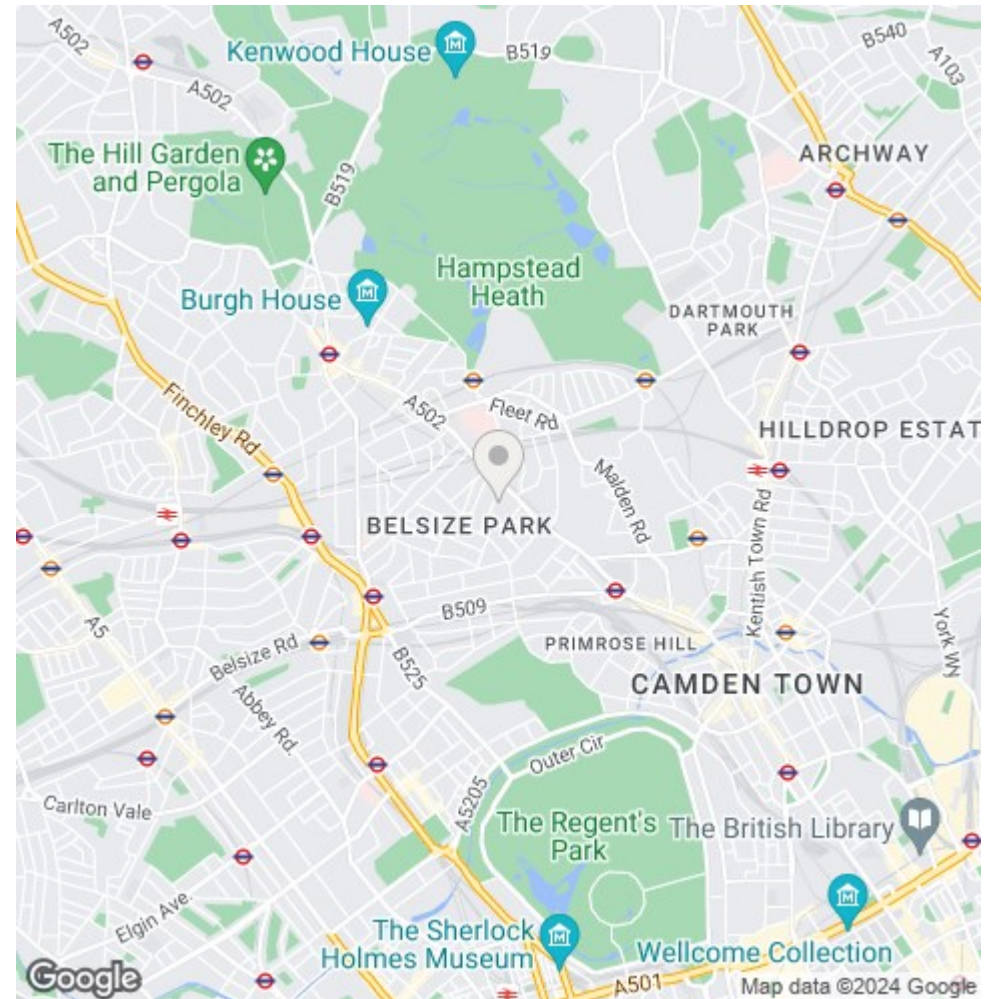 A502
Kenwood House
B519
B540
A103
A502
The Hill Garden
and Pergola
B519
ARCHWAY
Hampstead
Heath
Burgh House
DARTMOUTH
PARK
A502
Fleet Rd
Finchley Rd
HILLDROP ESTAT
Malden Rd
BELSIZE PARK
Kentish Town Rd
A5
B509
York Wy
Belsize Rd
PRIMROSE HILL
B525
Abbey Rd.
CAMDEN TOWN
Outer Cir
Carlton Vale
A5205
The Regent's
Park
The British Library
Elgin Ave.
The Sherlock
Holmes Museum
Wellcome Collection
A501
Google
Map data ©2024 Google